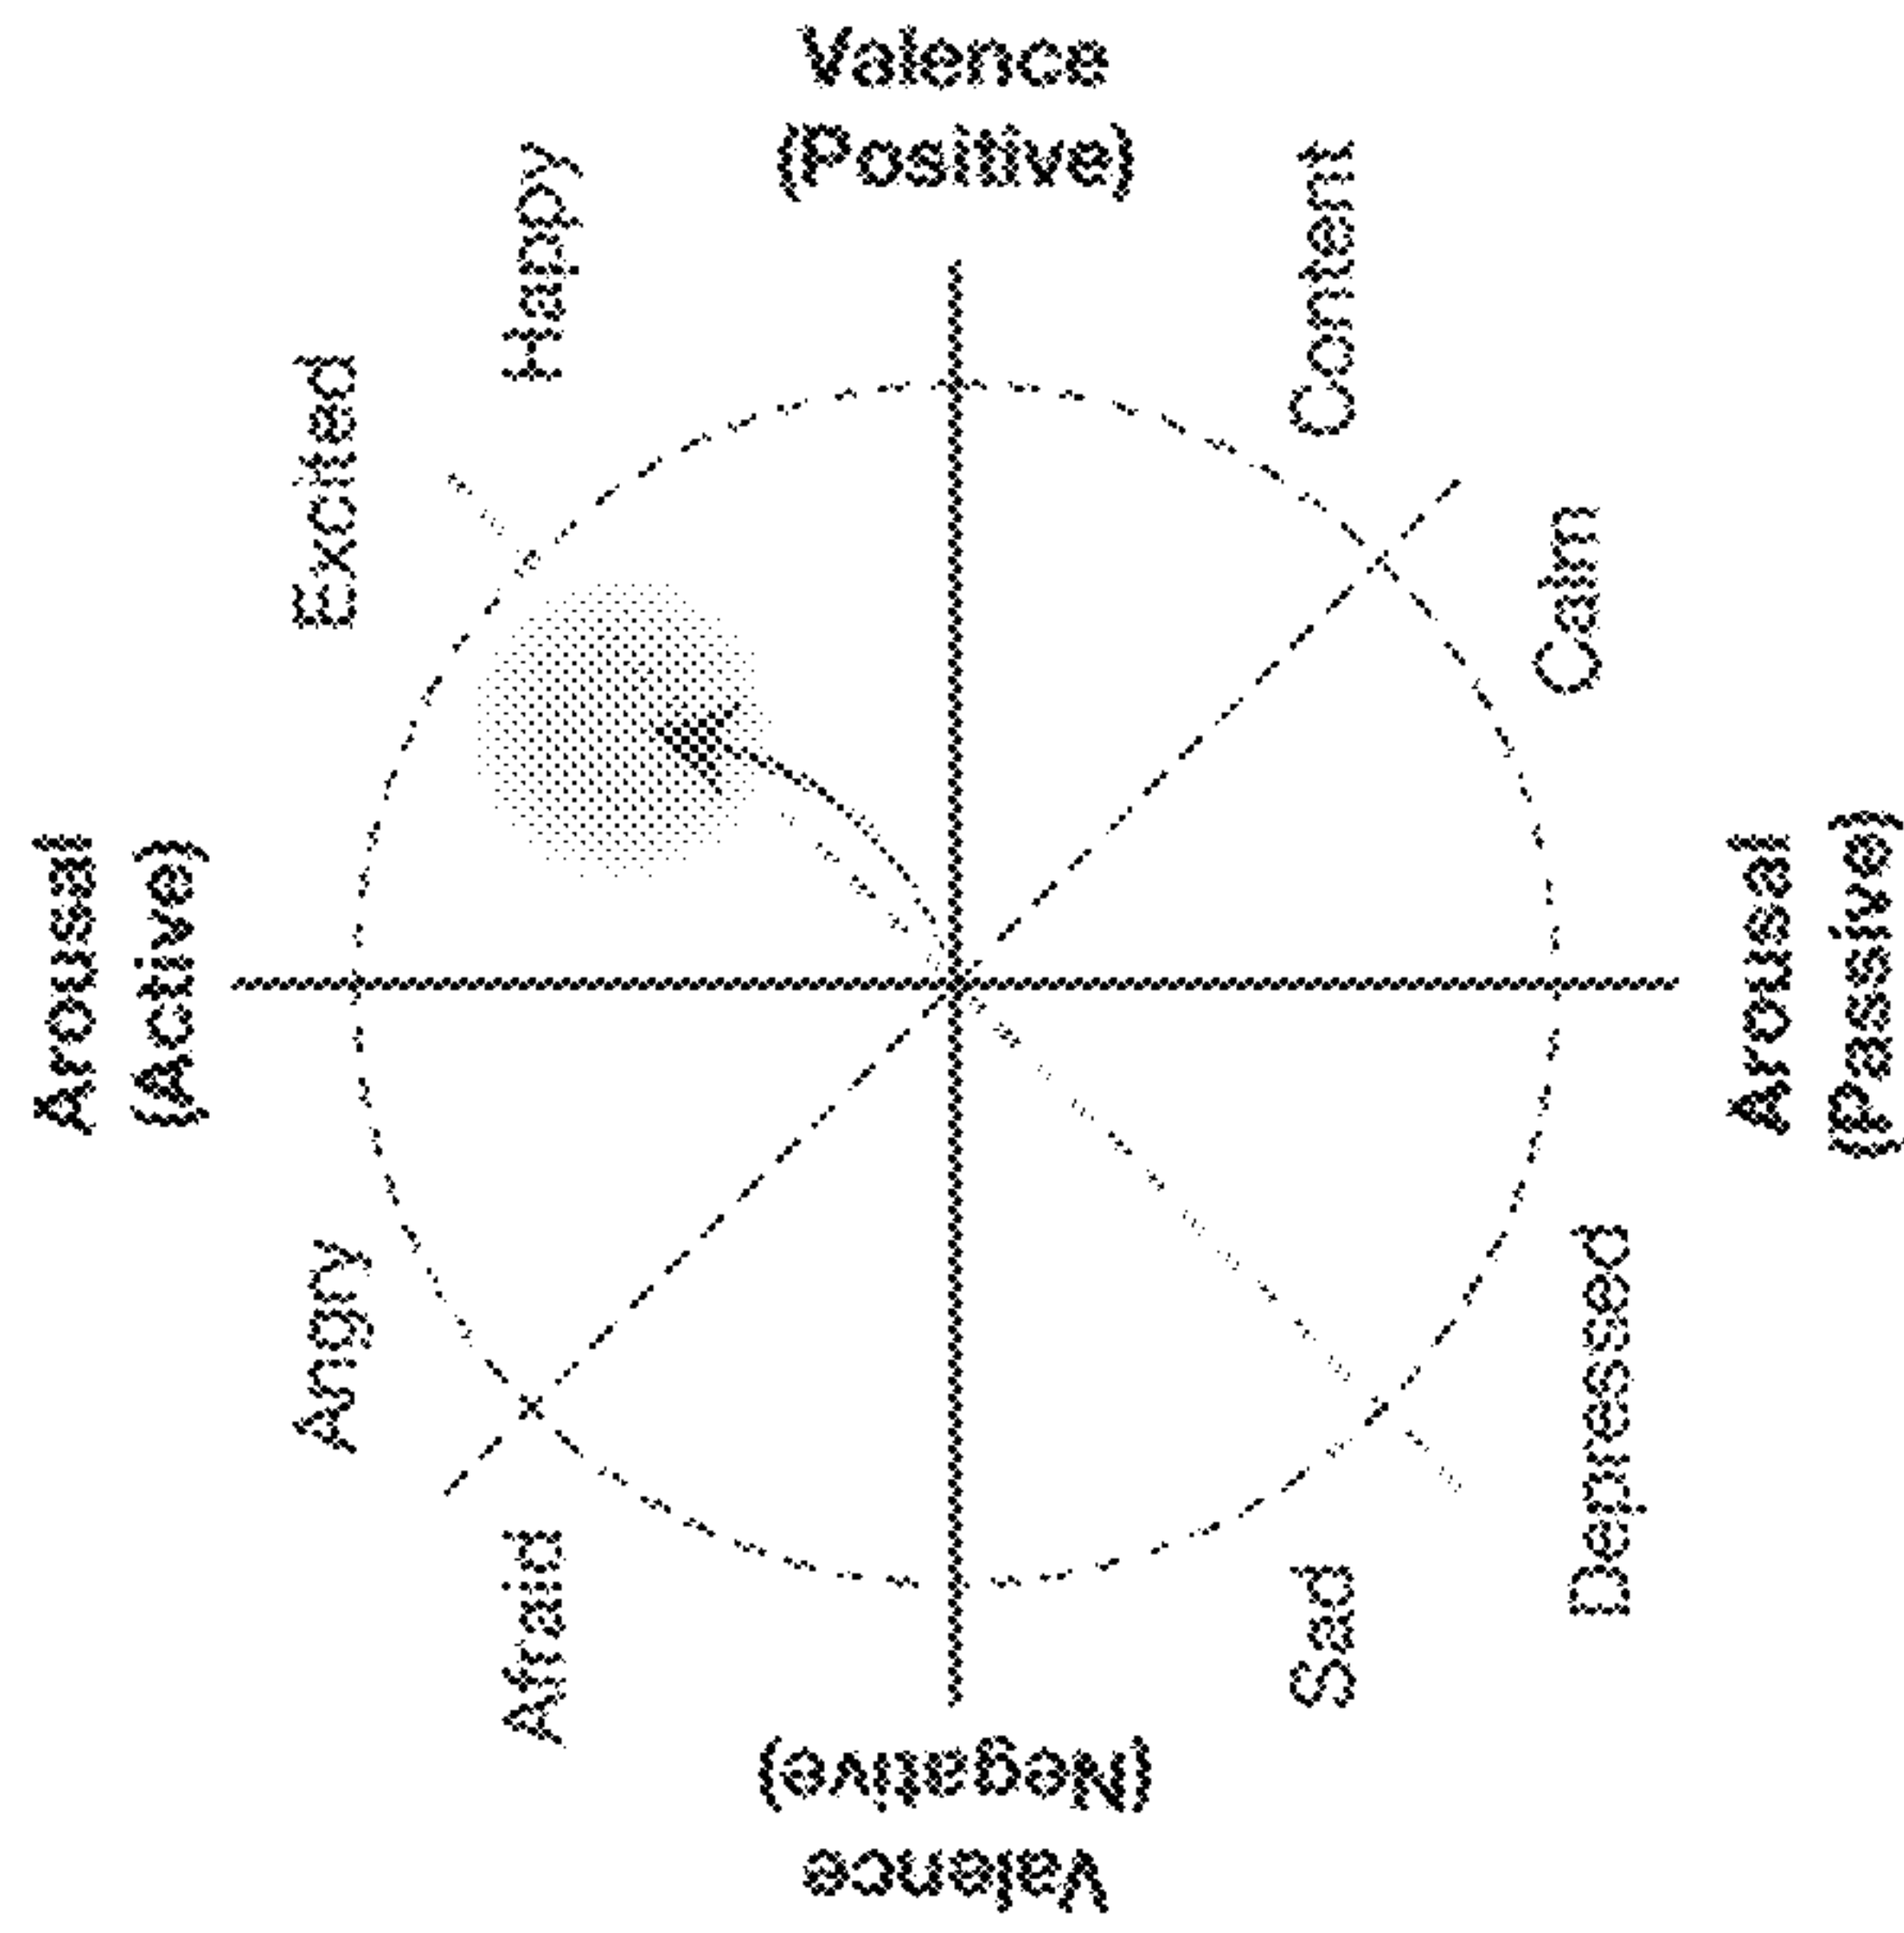 Valence
(Positive)
Happy
Content
Excited
Calm
Arousal
(Active)
Arousal
(Passive)
Angry
Depressed
Afraid
Sad
Valence
(Negative)